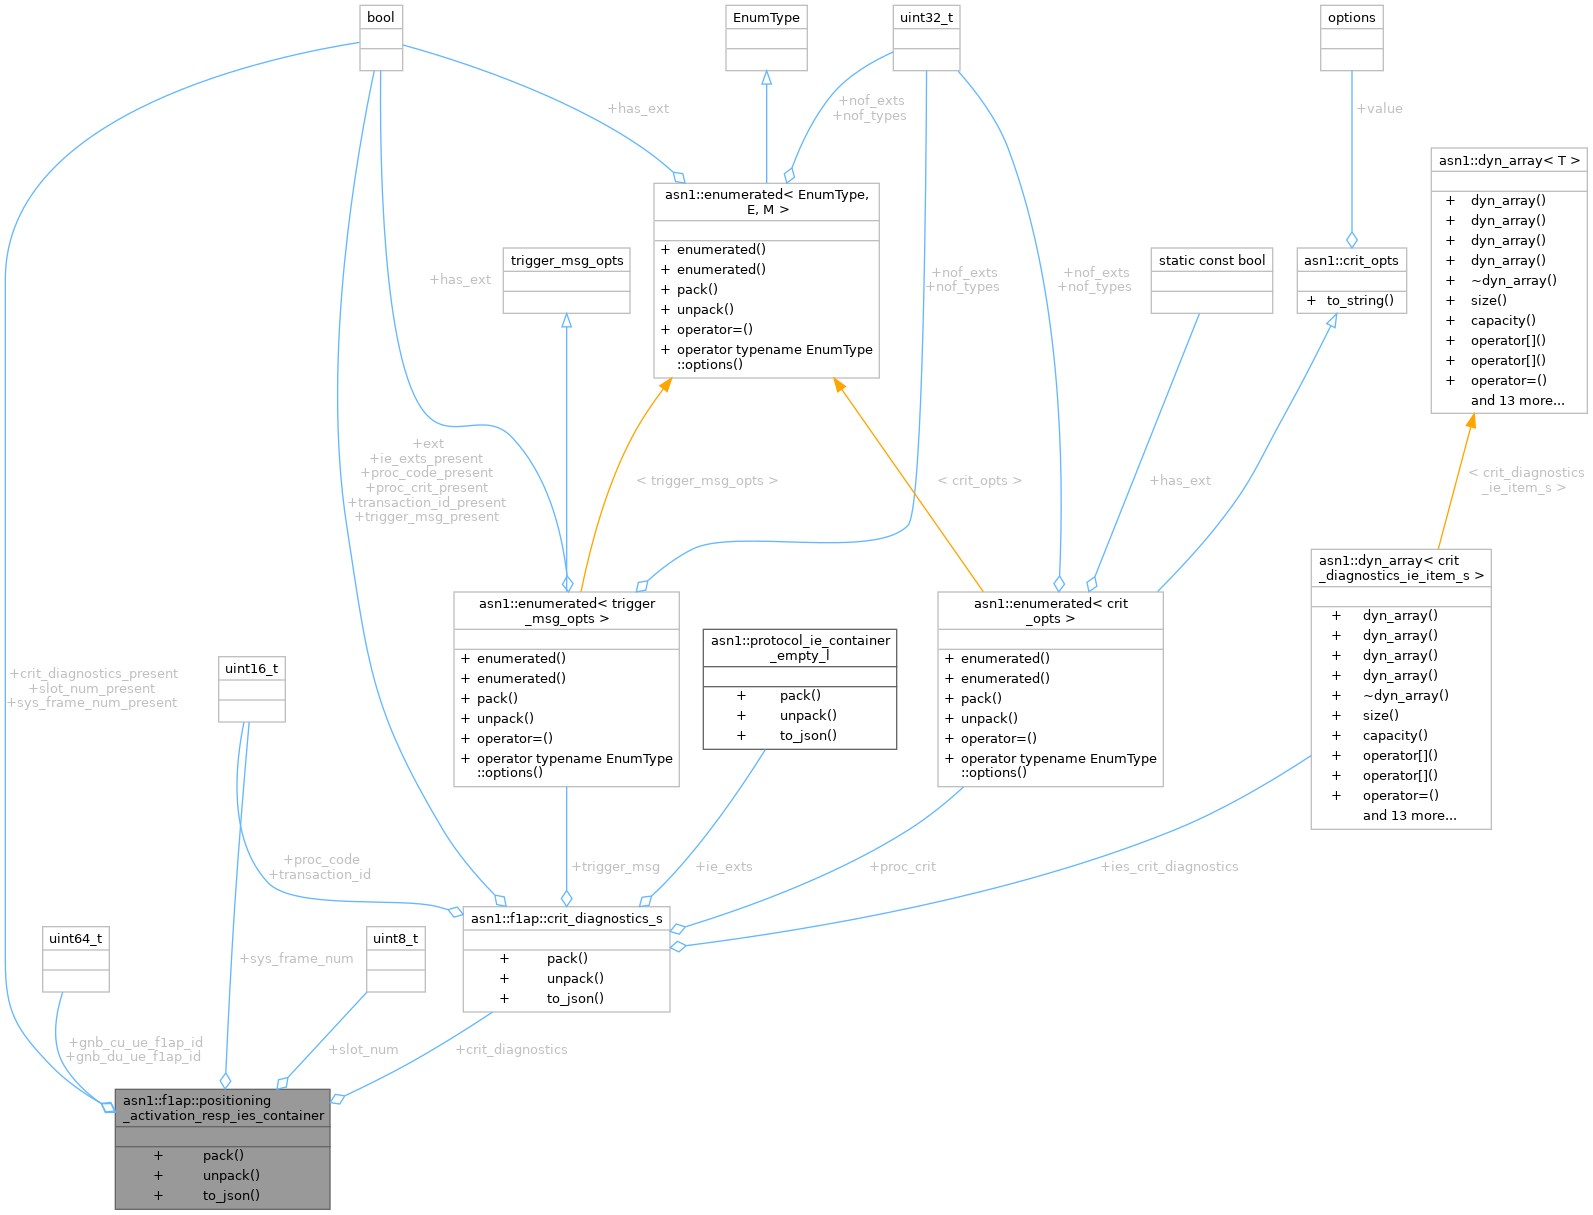 bool
EnumType
uint32_t
options
+has_ext
+nof_exts
+nof_types
+value
asn1::dyn_array< T >
+ dyn_array()
+ dyn_array()
+ dyn_array()
+ dyn_array()
+ ~dyn_array()
+ size()
+ capacity()
+ operator[]()
+ operator[]()
+ operator=()
and 13 more...
asn1::enumerated< EnumType,
E, M >
+ enumerated()
+ enumerated()
+ pack()
+ unpack()
+ operator=()
+ operator typename EnumType
::options()
trigger_msg_opts
static const bool
asn1::crit_opts
+ to_string()
+has_ext
+nof_exts
+nof_types
+nof_exts
+nof_types
+ext
+ie_exts_present
+proc_code_present
+proc_crit_present
+transaction_id_present
+trigger_msg_present
< trigger_msg_opts >
< crit_opts >
+has_ext
< crit_diagnostics
_ie_item_s >
asn1::dyn_array< crit
_diagnostics_ie_item_s >
+ dyn_array()
+ dyn_array()
+ dyn_array()
+ dyn_array()
+ ~dyn_array()
+ size()
+ capacity()
+ operator[]()
+ operator[]()
+ operator=()
and 13 more...
asn1::enumerated< trigger
_msg_opts >
+ enumerated()
+ enumerated()
+ pack()
+ unpack()
+ operator=()
+ operator typename EnumType
::options()
asn1::protocol_ie_container
_empty_l
+ pack()
+ unpack()
+ to_json()
asn1::enumerated< crit
_opts >
+ enumerated()
+ enumerated()
+ pack()
+ unpack()
+ operator=()
+ operator typename EnumType
::options()
+crit_diagnostics_present
+slot_num_present
+sys_frame_num_present
uint16_t
+proc_code
+transaction_id
+trigger_msg
+ie_exts
+proc_crit
+ies_crit_diagnostics
asn1::f1ap::crit_diagnostics_s
+ pack()
+ unpack()
+ to_json()
uint64_t
+sys_frame_num
uint8_t
+gnb_cu_ue_f1ap_id
+gnb_du_ue_f1ap_id
+slot_num
+crit_diagnostics
asn1::f1ap::positioning
_activation_resp_ies_container
+ pack()
+ unpack()
+ to_json()